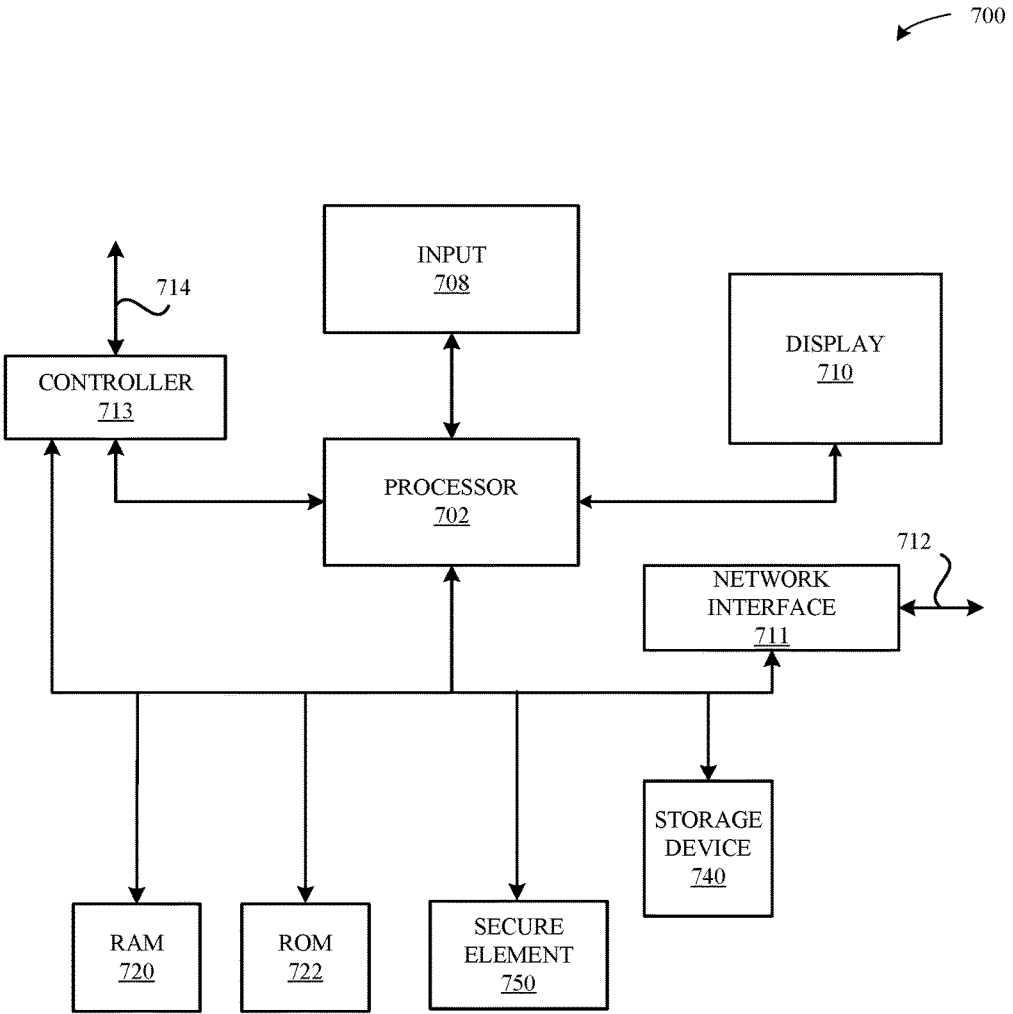 700
INPUT
708
714
DISPLAY
710
CONTROLLER
713
PROCESSOR
702
712
NETWORK
INTERFACE
711
STORAGE
DEVICE
740
RAM
720
ROM
722
SECURE
ELEMENT
750